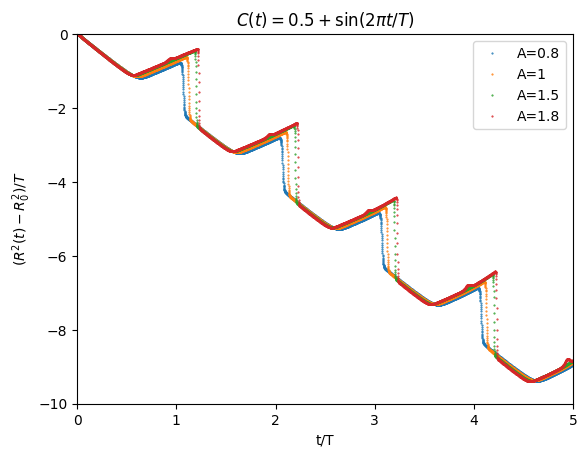 C(t) = 0.5 + sin(2πt/T)
A=0.8
A=1
A=1.5
A=1.8
(R²(t) − R₀²)/T
0
−2
−4
−6
−8
−10
0 1 2 3 4 5
t/T